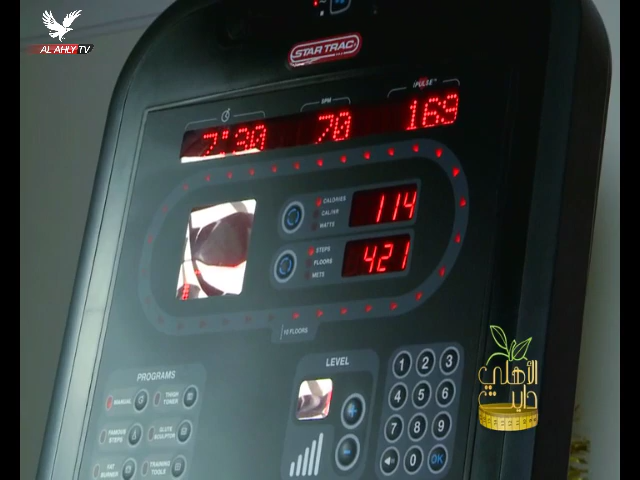 AL AHLY TV
STAR TRAC
SPM
iPULSE™
7:30
70
169
CALORIES
CAL/HR
WATTS
114
STEPS
FLOORS
METS
421
10 FLOORS
PROGRAMS
MANUAL
THIGH TONER
FAMOUS STEPS
GLUTE SCULPTOR
FAT BURNER
TRAINING TOOLS
LEVEL
+
-
1 2 3
4 5 6
7 8 9
0 OK
الأهلي
دايت